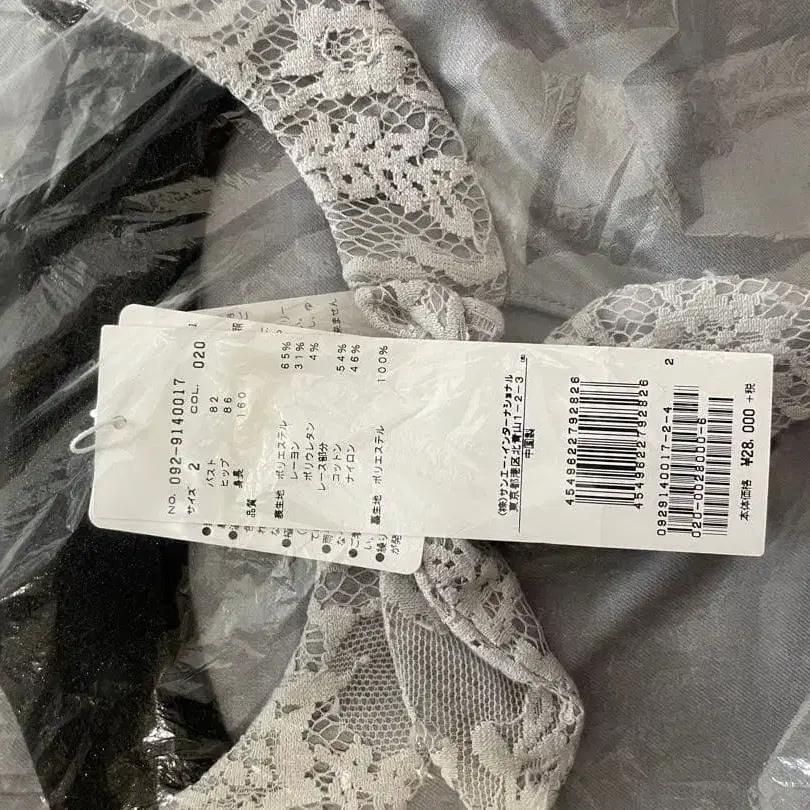 NO. 092-9140017
サイズ 2 COL. 020
バスト 82
ヒップ 86
身長 160
品質
裏生地 ポリエステル 65%
レーヨン 31%
ポリウレタン 4%
レース部分
コットン 54%
ナイロン 46%
裏生地 ポリエステル 100%
(株)サンエー・インターナショナル
東京都港区北青山1-2-3
中国製
4549622792826
4549622792826
2
0929140017-2-4
020-0028000-6
本体価格 ¥28,000 +税